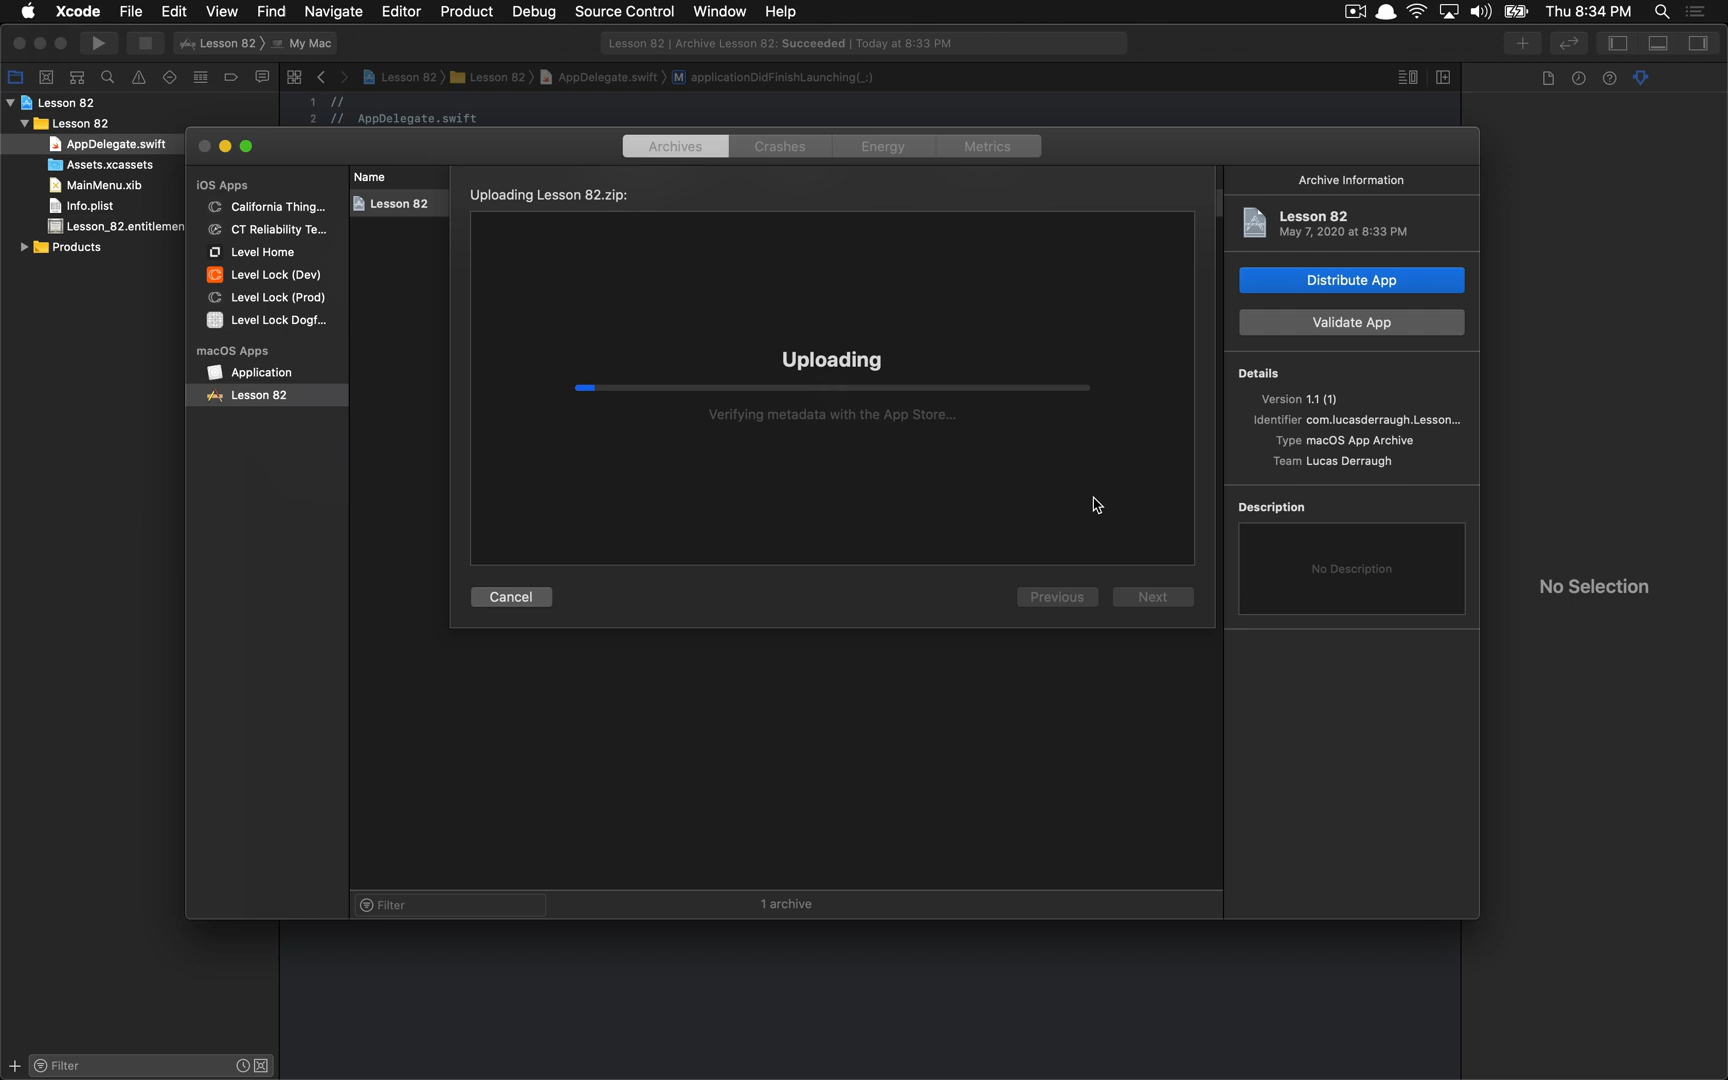 Xcode File Edit View Find Navigate Editor Product Debug Source Control Window Help Thu 8:34 PM
Lesson 82 My Mac Lesson 82 | Archive Lesson 82: Succeeded | Today at 8:33 PM
Lesson 82 Lesson 82 AppDelegate.swift M applicationDidFinishLaunching(_:)
Lesson 82
Lesson 82
AppDelegate.swift
Assets.xcassets
MainMenu.xib
Info.plist
Lesson_82.entitlemen
Products
1 //
2 // AppDelegate.swift
Archives Crashes Energy Metrics
iOS Apps
California Thing...
CT Reliability Te...
Level Home
Level Lock (Dev)
Level Lock (Prod)
Level Lock Dogf...
macOS Apps
Application
Lesson 82
Name
Lesson 82
Uploading Lesson 82.zip:
Uploading
Verifying metadata with the App Store...
Cancel Previous Next
Filter 1 archive
Archive Information
Lesson 82
May 7, 2020 at 8:33 PM
Distribute App
Validate App
Details
Version 1.1 (1)
Identifier com.lucasderraugh.Lesson...
Type macOS App Archive
Team Lucas Derraugh
Description
No Description
No Selection
Filter